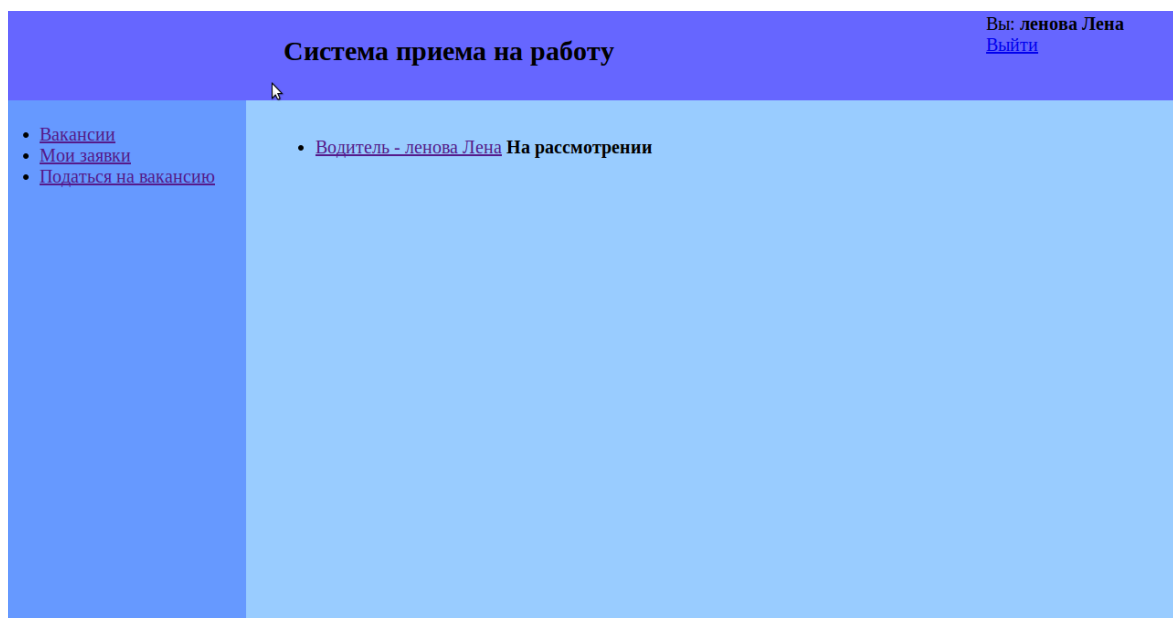 Система приема на работу
Вы: ленова Лена
Выйти
Вакансии
Мои заявки
Податься на вакансию
Водитель - ленова Лена На рассмотрении